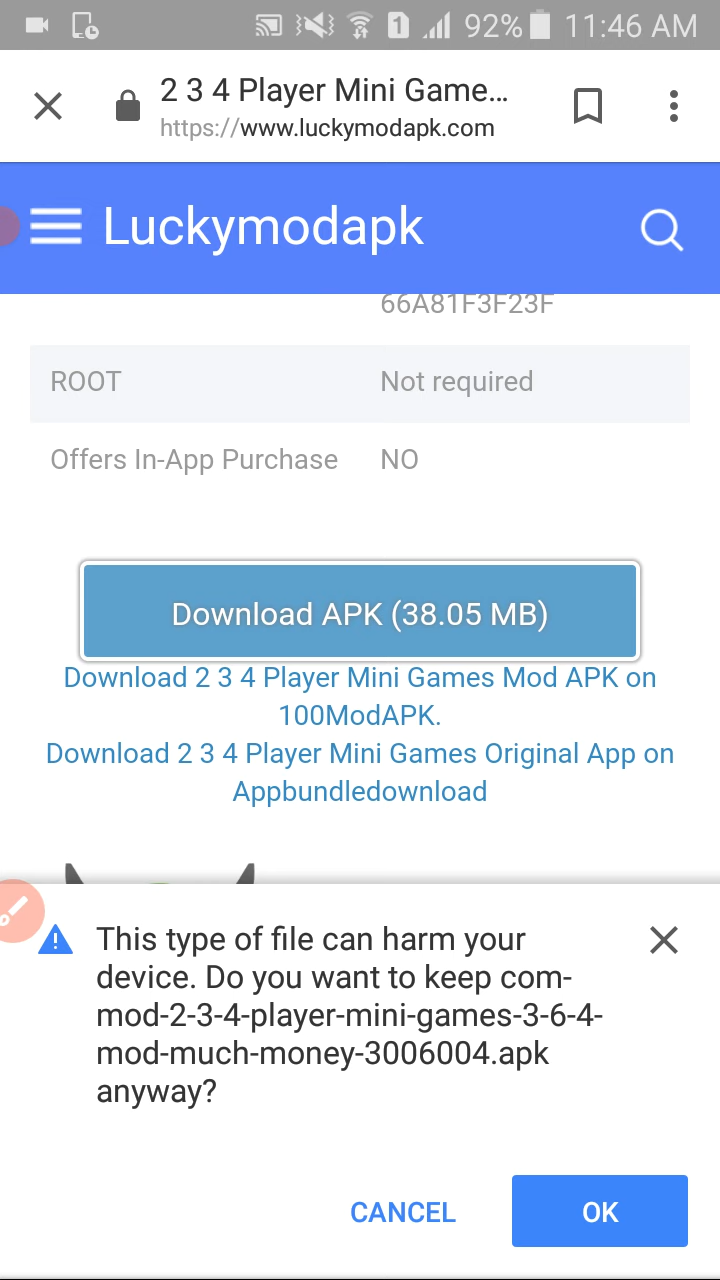 1 92% 11:46 AM
2 3 4 Player Mini Game...
https://www.luckymodapk.com
Luckymodapk
66A81F3F23F
ROOT Not required
Offers In-App Purchase NO
Download APK (38.05 MB)
Download 2 3 4 Player Mini Games Mod APK on
100ModAPK.
Download 2 3 4 Player Mini Games Original App on
Appbundledownload
This type of file can harm your
device. Do you want to keep com-
mod-2-3-4-player-mini-games-3-6-4-
mod-much-money-3006004.apk
anyway?
CANCEL OK